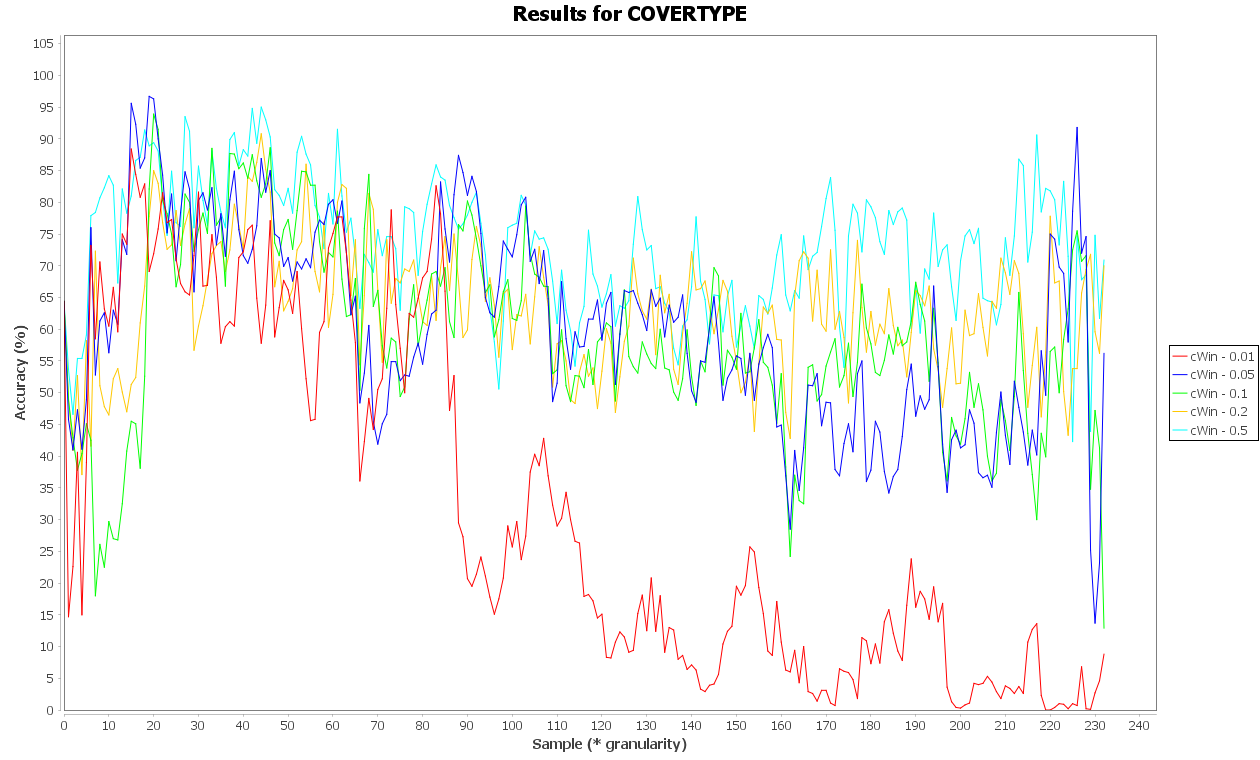 Results for COVERTYPE
105
100
95
90
85
80
75
70
65
60
55
50
45
40
35
30
25
20
15
10
5
0
Accuracy (%)
0 10 20 30 40 50 60 70 80 90 100 110 120 130 140 150 160 170 180 190 200 210 220 230 240
Sample (* granularity)
cWin - 0.01
cWin - 0.05
cWin - 0.1
cWin - 0.2
cWin - 0.5